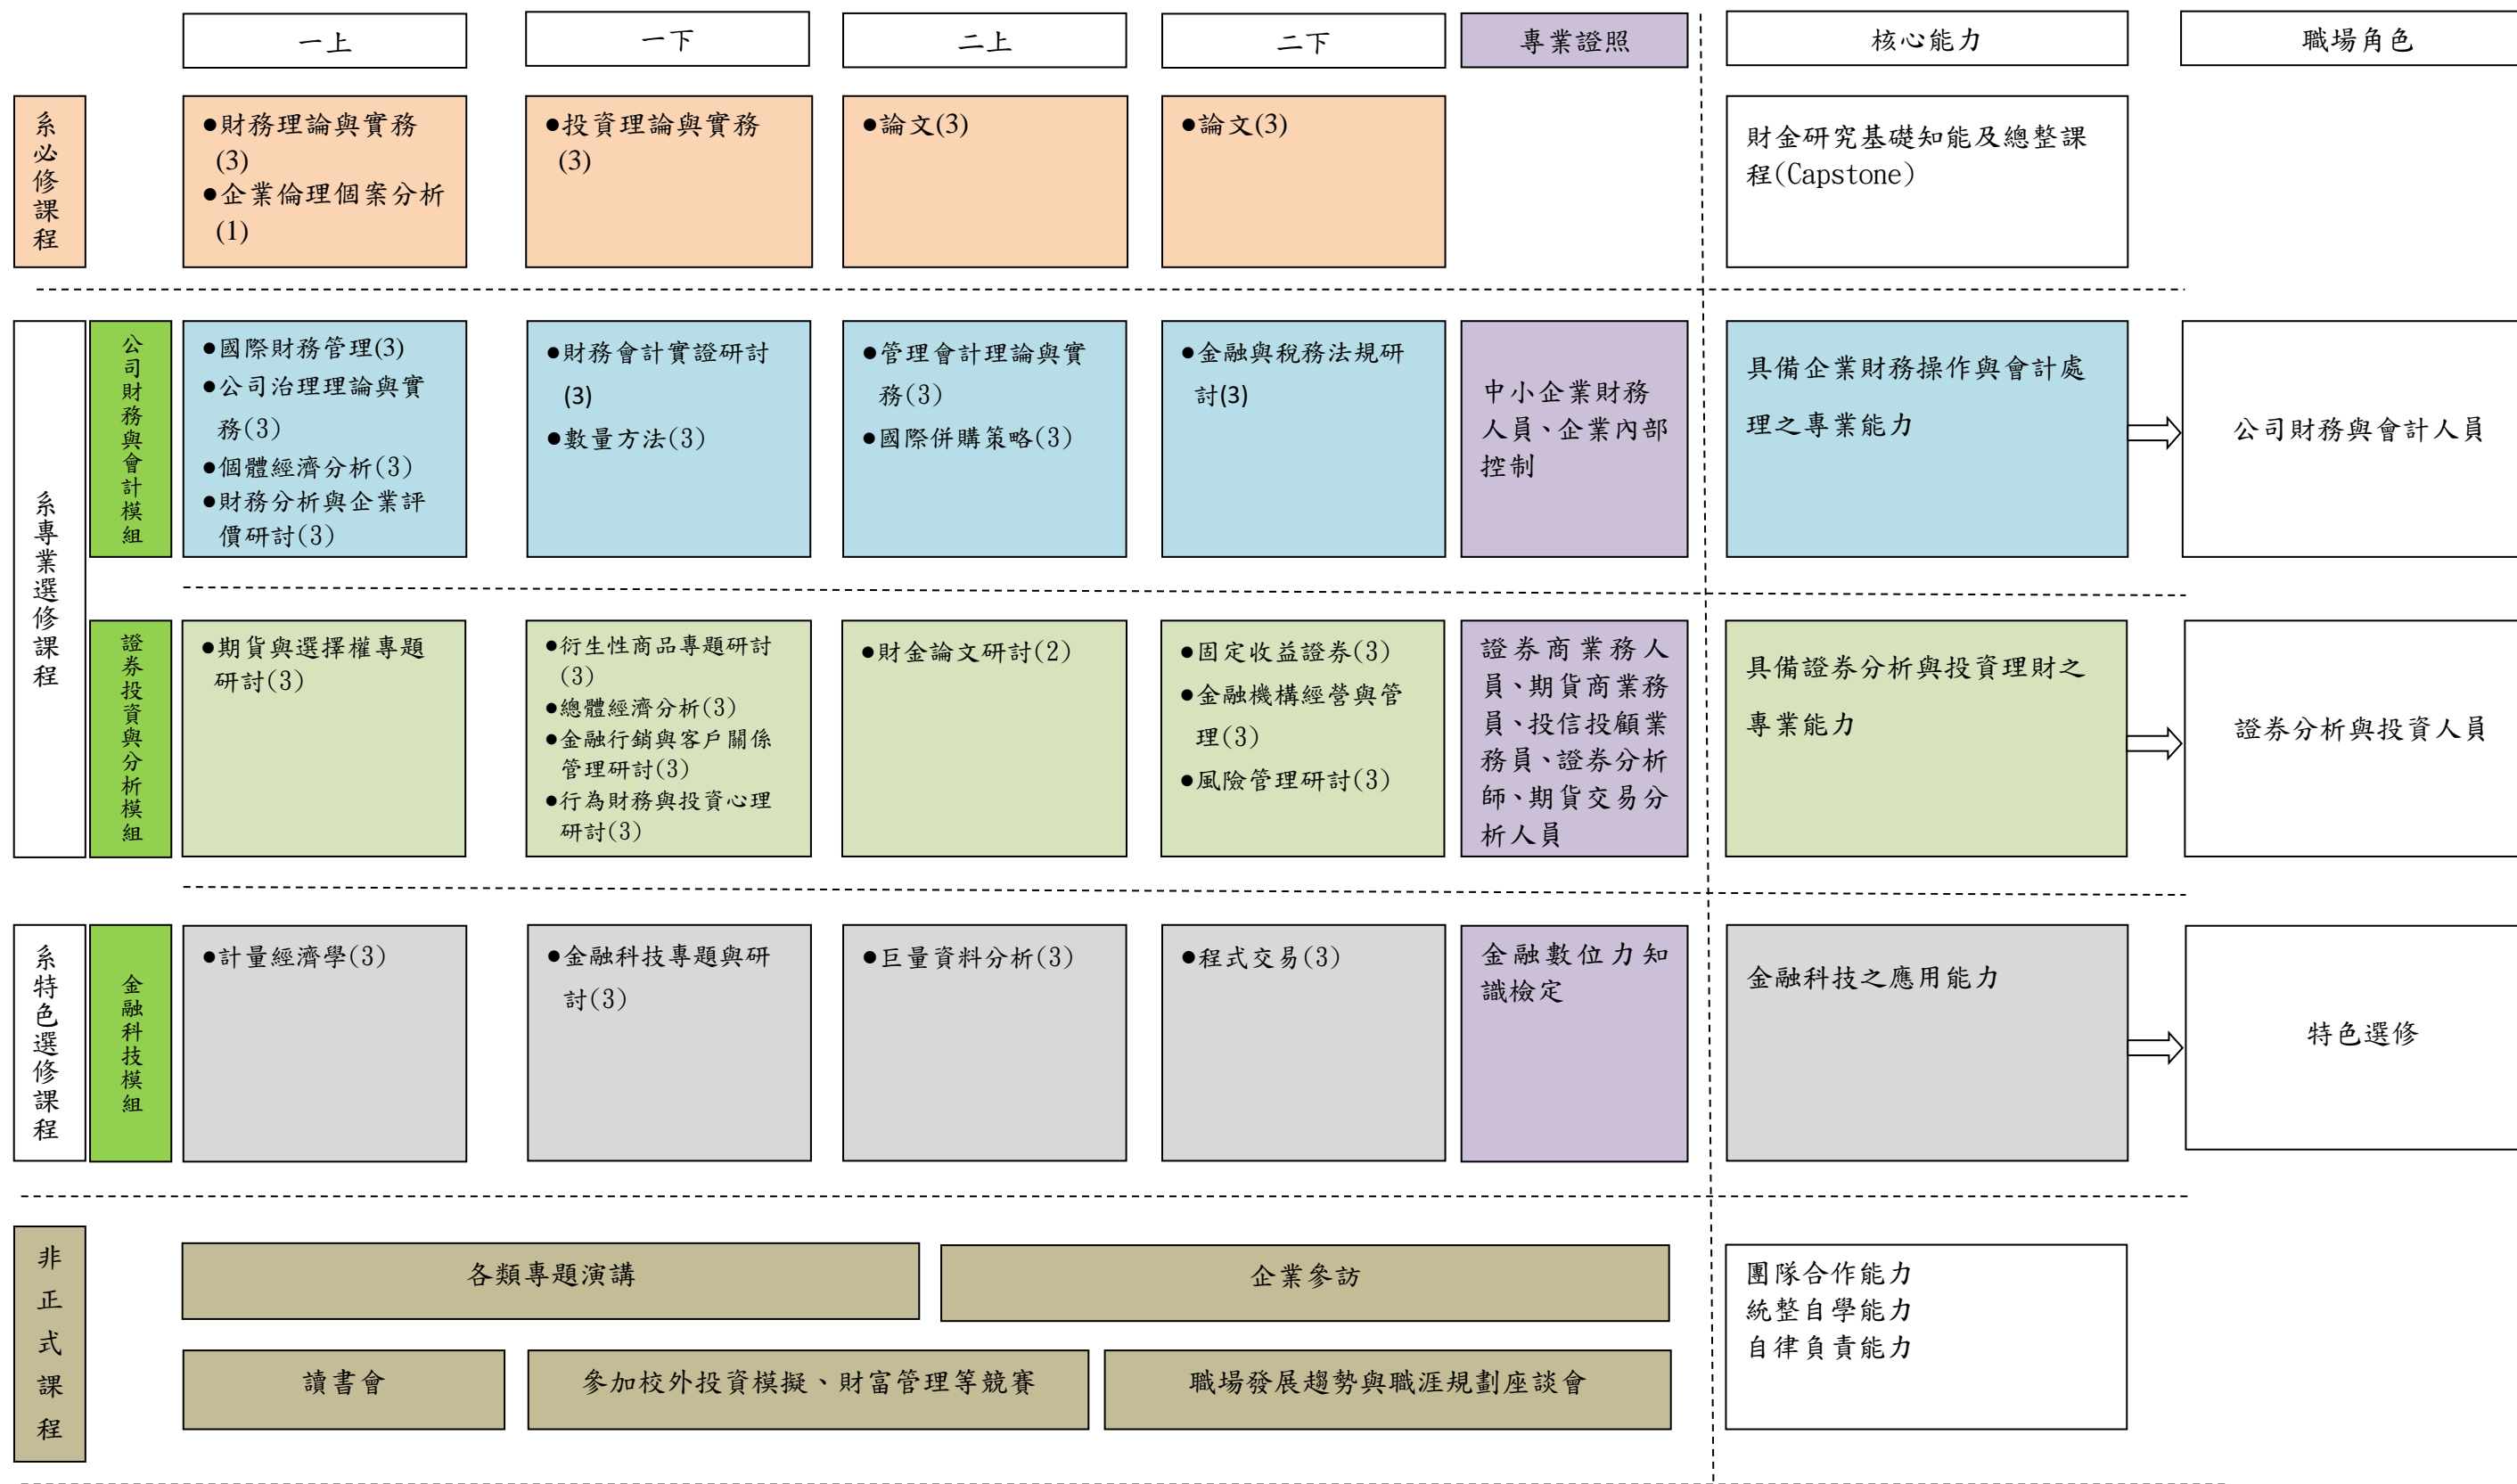 一上
一下
二上
二下
專業證照
核心能力
職場角色
系必修課程
●財務理論與實務
(3)
●企業倫理個案分析
(1)
●投資理論與實務
(3)
●論文(3)
●論文(3)
財金研究基礎知能及總整課
程(Capstone)
系專業選修課程
公司財務與會計模組
●國際財務管理(3)
●公司治理理論與實
務(3)
●個體經濟分析(3)
●財務分析與企業評
價研討(3)
●財務會計實證研討
(3)
●數量方法(3)
●管理會計理論與實
務(3)
●國際併購策略(3)
●金融與稅務法規研
討(3)
中小企業財務
人員、企業內部
控制
具備企業財務操作與會計處
理之專業能力
公司財務與會計人員
證券投資與分析模組
●期貨與選擇權專題
研討(3)
●衍生性商品專題研討
(3)
●總體經濟分析(3)
●金融行銷與客戶關係
管理研討(3)
●行為財務與投資心理
研討(3)
●財金論文研討(2)
●固定收益證券(3)
●金融機構經營與管
理(3)
●風險管理研討(3)
證券商業務人
員、期貨商業務
員、投信投顧業
務員、證券分析
師、期貨交易分
析人員
具備證券分析與投資理財之
專業能力
證券分析與投資人員
系特色選修課程
金融科技模組
●計量經濟學(3)
●金融科技專題與研
討(3)
●巨量資料分析(3)
●程式交易(3)
金融數位力知
識檢定
金融科技之應用能力
特色選修
非正式課程
各類專題演講
企業參訪
讀書會
參加校外投資模擬、財富管理等競賽
職場發展趨勢與職涯規劃座談會
團隊合作能力
統整自學能力
自律負責能力